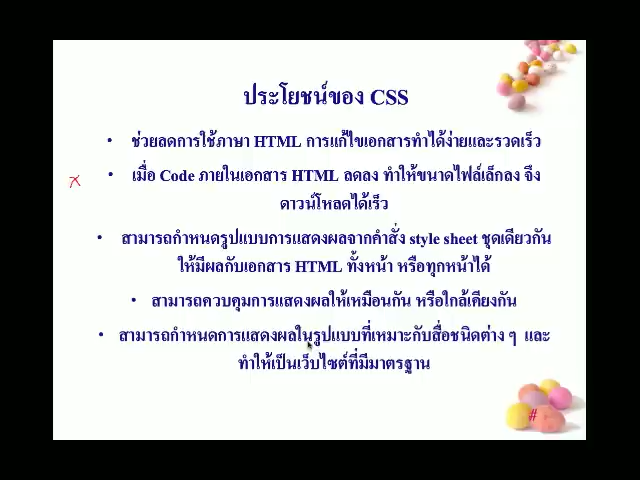 ประโยชน์ของ CSS
• ช่วยลดการใช้ภาษา HTML การแก้ไขเอกสารทำได้ง่ายและรวดเร็ว
• เมื่อ Code ภายในเอกสาร HTML ลดลง ทำให้ขนาดไฟล์เล็กลง จึง
ดาวน์โหลดได้เร็ว
• สามารถกำหนดรูปแบบการแสดงผลจากคำสั่ง style sheet ชุดเดียวกัน
ให้มีผลกับเอกสาร HTML ทั้งหน้า หรือทุกหน้าได้
• สามารถควบคุมการแสดงผลให้เหมือนกัน หรือใกล้เคียงกัน
• สามารถกำหนดการแสดงผลในรูปแบบที่เหมาะกับสื่อชนิดต่าง ๆ และ
ทำให้เป็นเว็บไซต์ที่มีมาตรฐาน
#